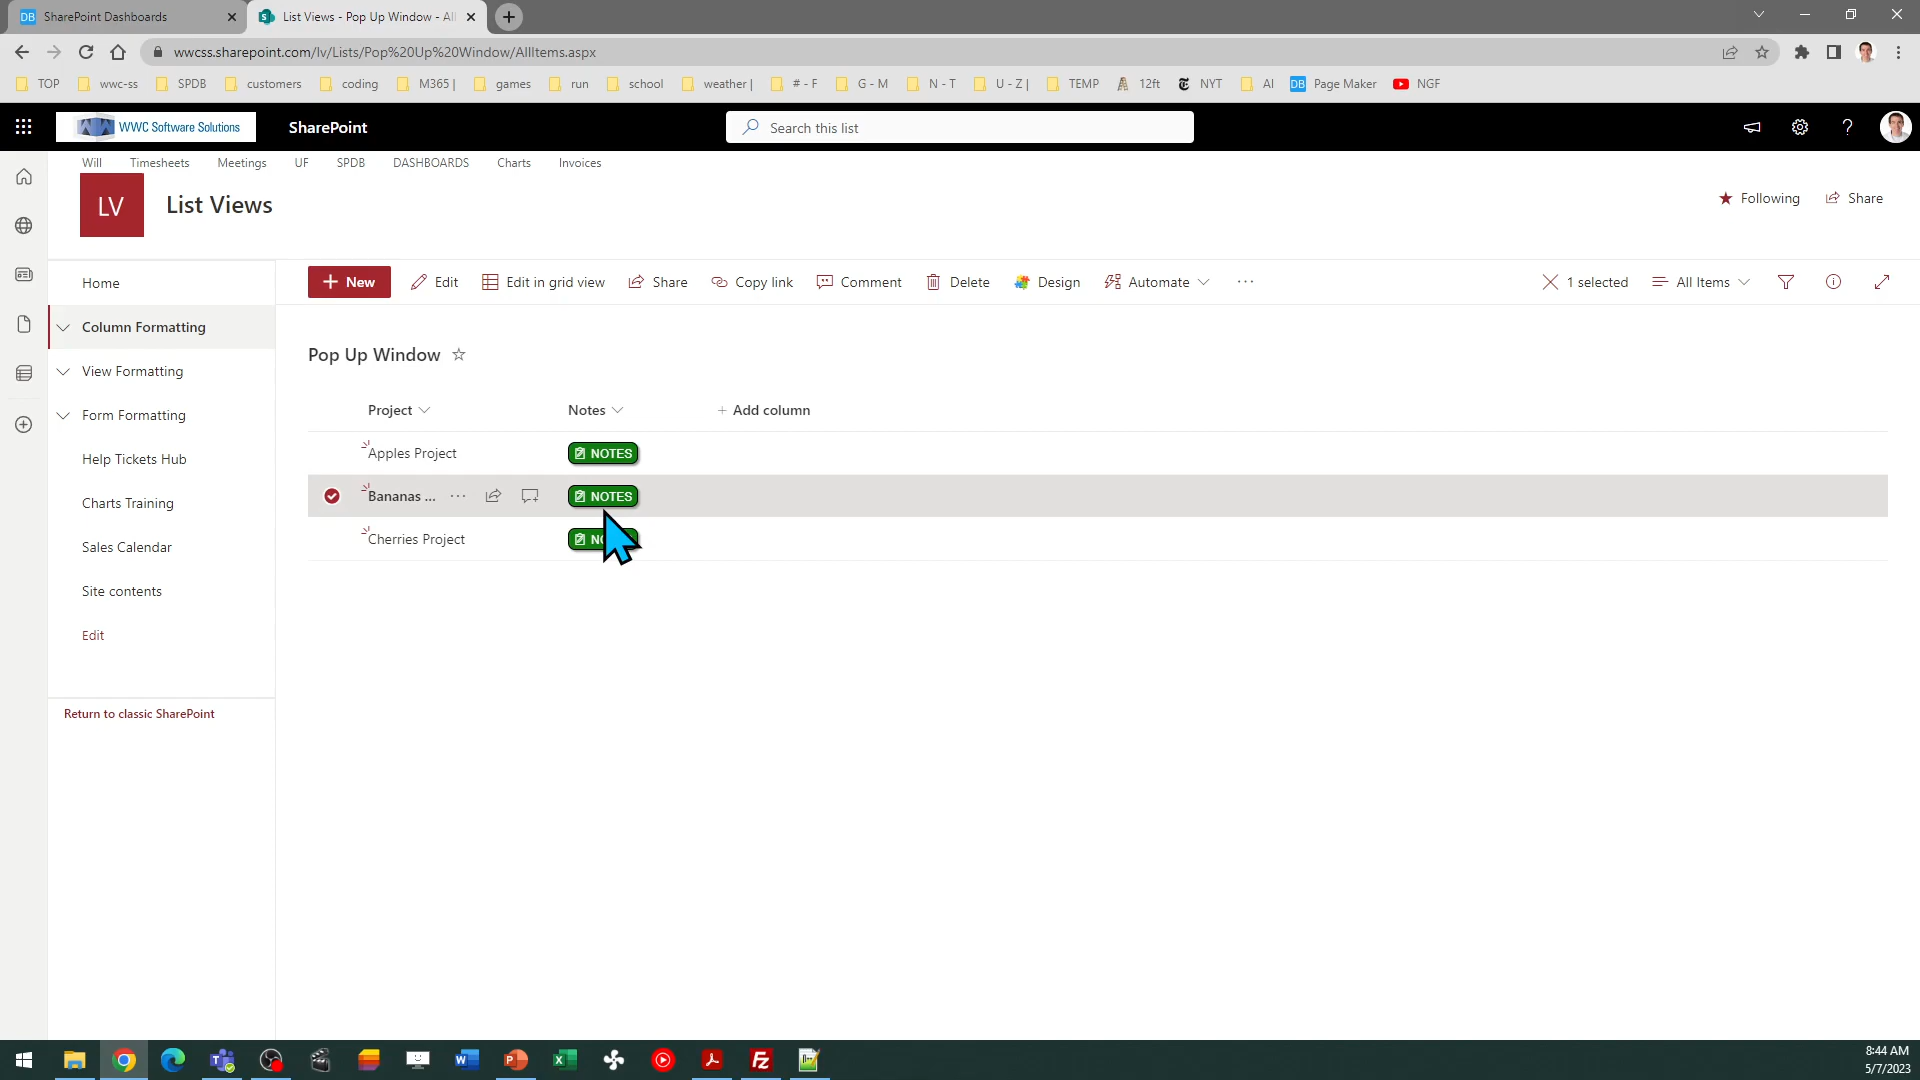 DB SharePoint Dashboards
List Views - Pop Up Window - All
wwcss.sharepoint.com/lv/Lists/Pop%20Up%20Window/AllItems.aspx
TOP wwc-ss SPDB customers coding M365 | games run school weather | # - F G - M N - T U - Z | TEMP 12ft NYT AI DB Page Maker NGF
WWC Software Solutions SharePoint Search this list
Will Timesheets Meetings UF SPDB DASHBOARDS Charts Invoices
LV List Views Following Share
Home
Column Formatting
View Formatting
Form Formatting
Help Tickets Hub
Charts Training
Sales Calendar
Site contents
Edit
Return to classic SharePoint
+ New Edit Edit in grid view Share Copy link Comment Delete Design Automate ... 1 selected All Items
Pop Up Window
Project Notes + Add column
Apples Project NOTES
Bananas ... ... NOTES
Cherries Project
8:44 AM
5/7/2023